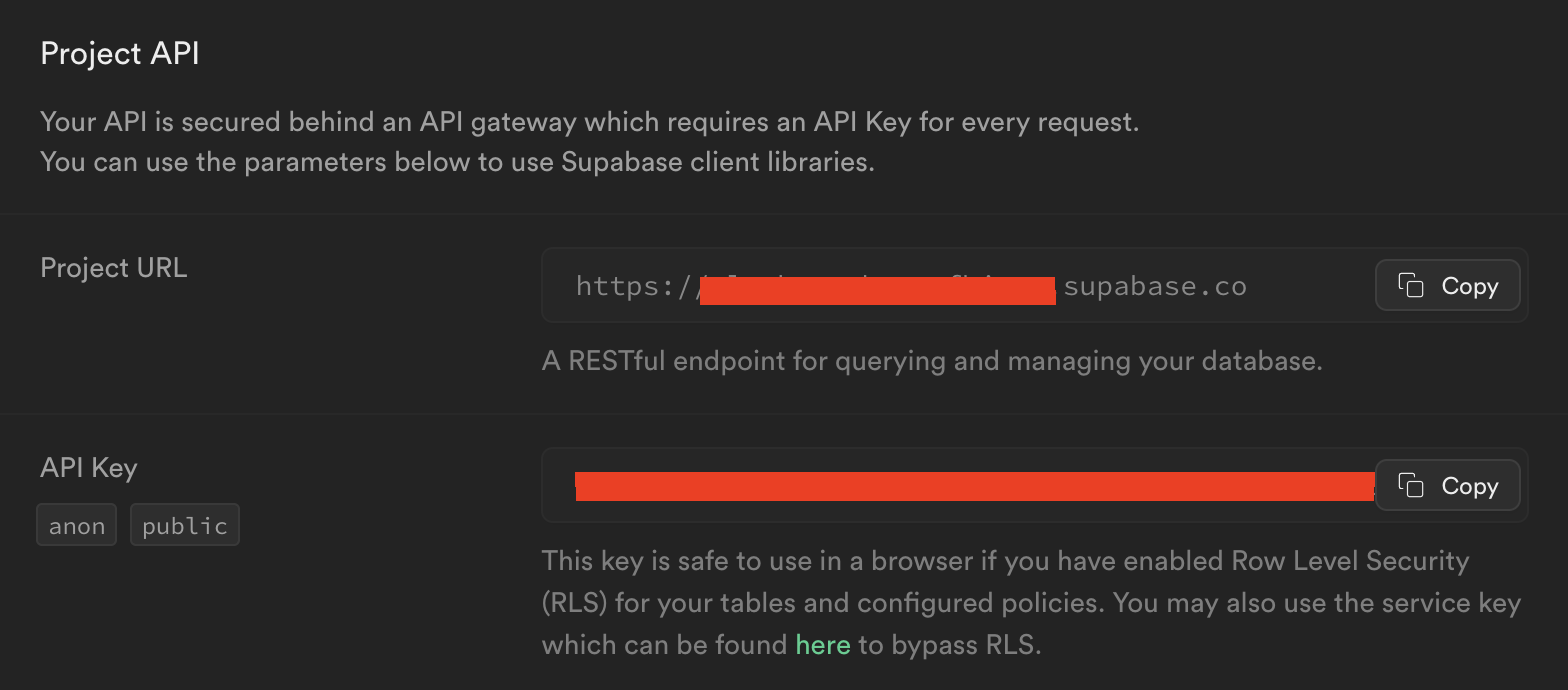 Project API
Your API is secured behind an API gateway which requires an API Key for every request.
You can use the parameters below to use Supabase client libraries.
Project URL
https:// supabase.co
Copy
A RESTful endpoint for querying and managing your database.
API Key
Copy
anon
public
This key is safe to use in a browser if you have enabled Row Level Security
(RLS) for your tables and configured policies. You may also use the service key
which can be found here to bypass RLS.